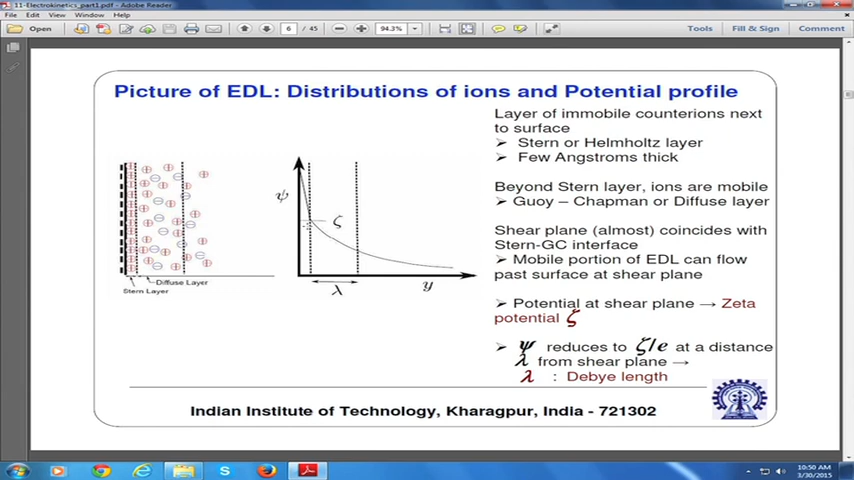 11-Electrokinetics_part1.pdf - Adobe Reader
File Edit View Window Help
Open 6 / 45 94.3% Tools Fill & Sign Comment
Picture of EDL: Distributions of ions and Potential profile
Layer of immobile counterions next
to surface
➢ Stern or Helmholtz layer
➢ Few Angstroms thick
Beyond Stern layer, ions are mobile
➢ Guoy – Chapman or Diffuse layer
Shear plane (almost) coincides with
Stern-GC interface
➢ Mobile portion of EDL can flow
past surface at shear plane
➢ Potential at shear plane → Zeta
potential ζ
➢ ψ reduces to ζ/e at a distance
λ from shear plane →
λ : Debye length
ψ
ζ
λ
y
Diffuse Layer
Stern Layer
Indian Institute of Technology, Kharagpur, India - 721302
10:50 AM
3/30/2015